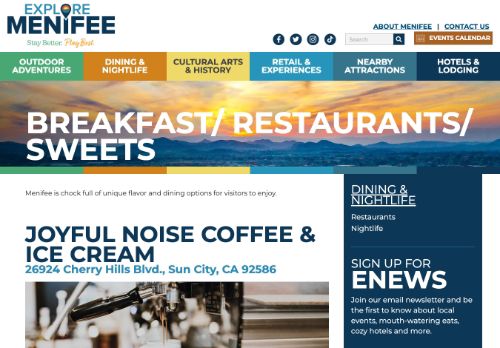 EXPLORE
MENIFEE
Stay Better. Play Best.
ABOUT MENIFEE | CONTACT US
Search
EVENTS CALENDAR
OUTDOOR ADVENTURES
DINING & NIGHTLIFE
CULTURAL ARTS & HISTORY
RETAIL & EXPERIENCES
NEARBY ATTRACTIONS
HOTELS & LODGING
BREAKFAST/ RESTAURANTS/
SWEETS
Menifee is chock full of unique flavor and dining options for visitors to enjoy.
JOYFUL NOISE COFFEE &
ICE CREAM
26924 Cherry Hills Blvd., Sun City, CA 92586
DINING &
NIGHTLIFE
Restaurants
Nightlife
SIGN UP FOR
ENEWS
Join our email newsletter and be
the first to know about local
events, mouth-watering eats,
cozy hotels and more.